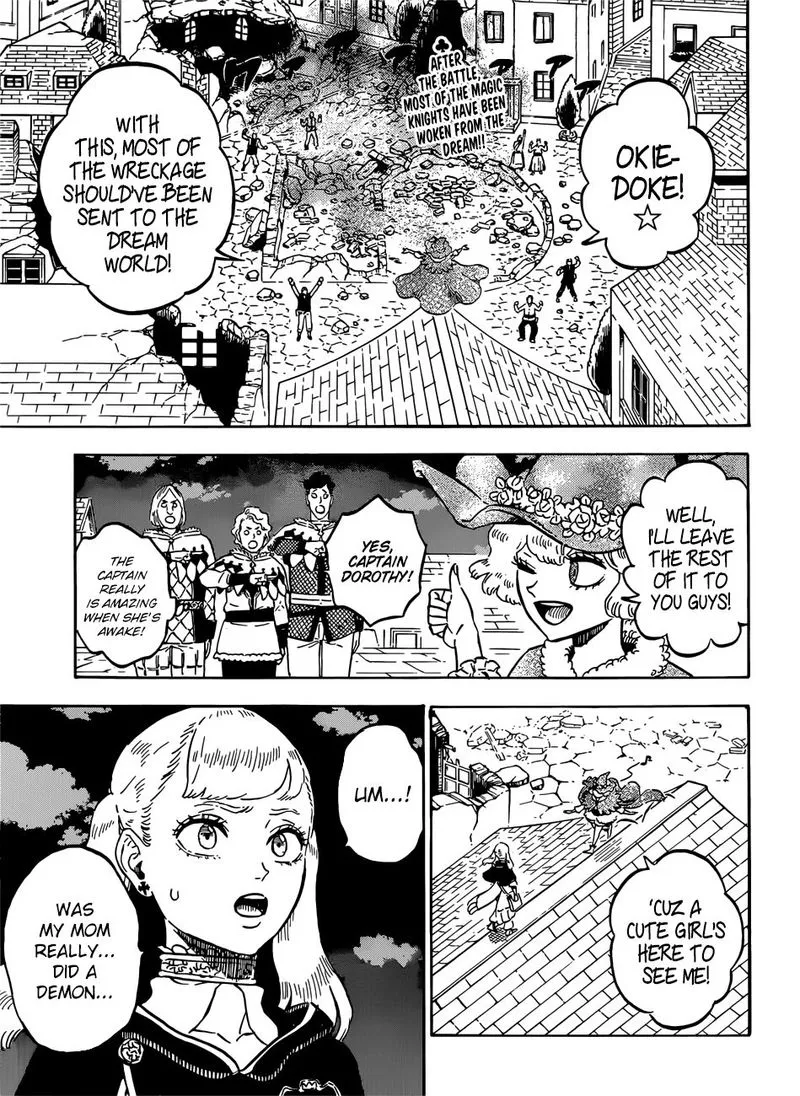 OKIE-
DOKE!
☆
♣
AFTER
THE BATTLE,
MOST OF THE MAGIC
KNIGHTS HAVE BEEN
WOKEN FROM THE
DREAM!!
WITH
THIS, MOST OF
THE WRECKAGE
SHOULD'VE BEEN
SENT TO THE
DREAM
WORLD!
WELL,
I'LL LEAVE
THE REST
OF IT TO
YOU GUYS!
YES,
CAPTAIN
DOROTHY!
THE
CAPTAIN
REALLY
IS AMAZING
WHEN SHE'S
AWAKE!
'CUZ A
CUTE GIRL'S
HERE TO
SEE ME!
UM...!
WAS
MY MOM
REALLY...
DID A
DEMON...